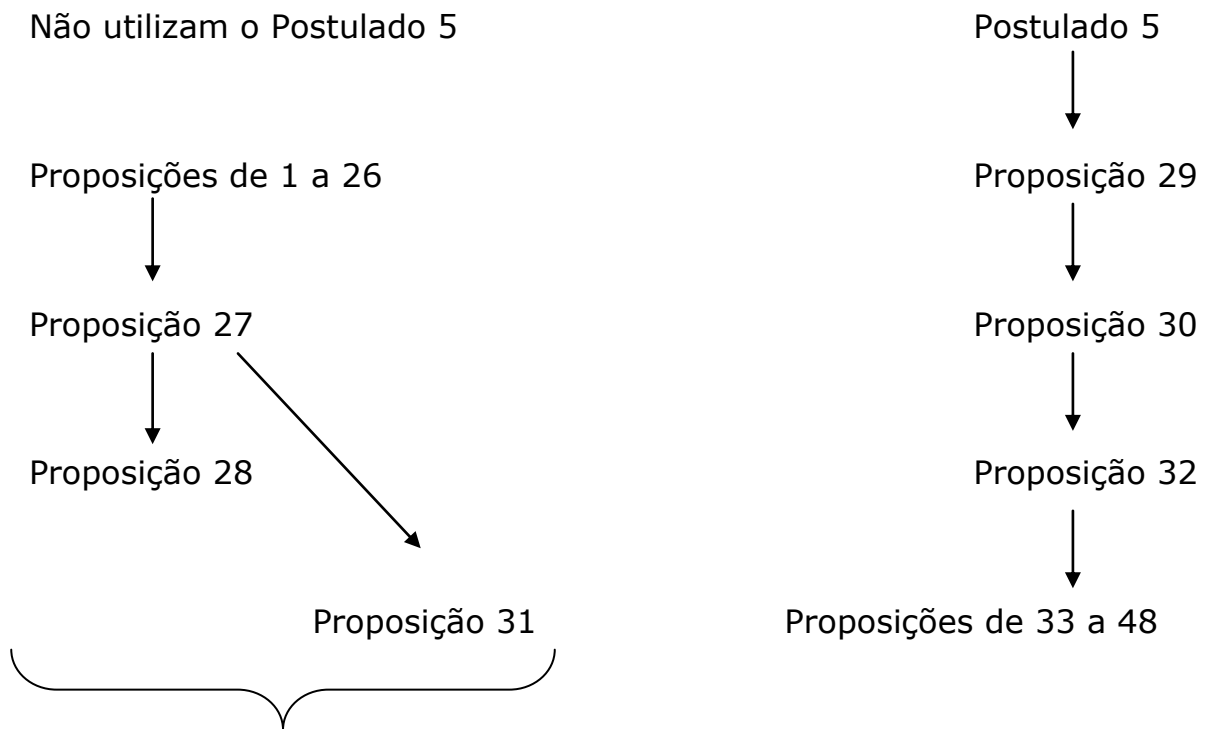 Não utilizam o Postulado 5
Postulado 5
Proposições de 1 a 26
Proposição 29
Proposição 27
Proposição 30
Proposição 28
Proposição 32
Proposição 31
Proposições de 33 a 48